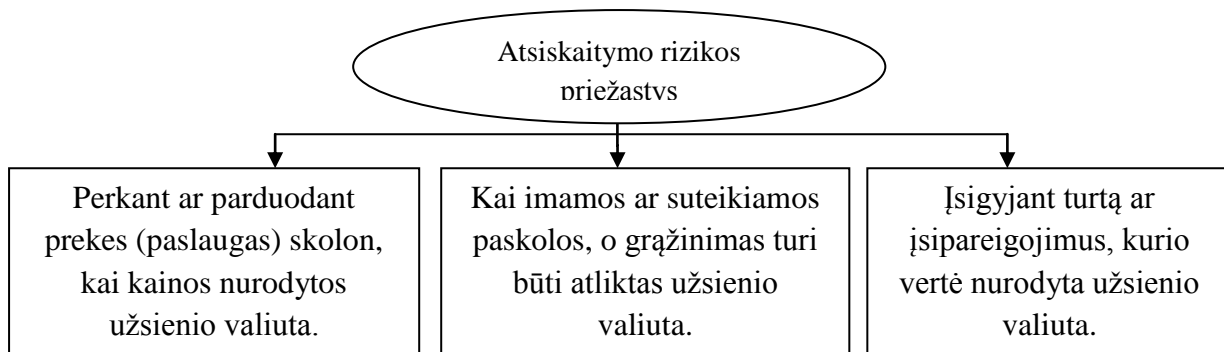 Atsiskaitymo rizikos
priežastys
Perkant ar parduodant
prekes (paslaugas) skolon,
kai kainos nurodytos
užsienio valiuta.
Kai imamos ar suteikiamos
paskolos, o grąžinimas turi
būti atliktas užsienio
valiuta.
Įsigyjant turtą ar
įsipareigojimus, kurio
vertė nurodyta užsienio
valiuta.